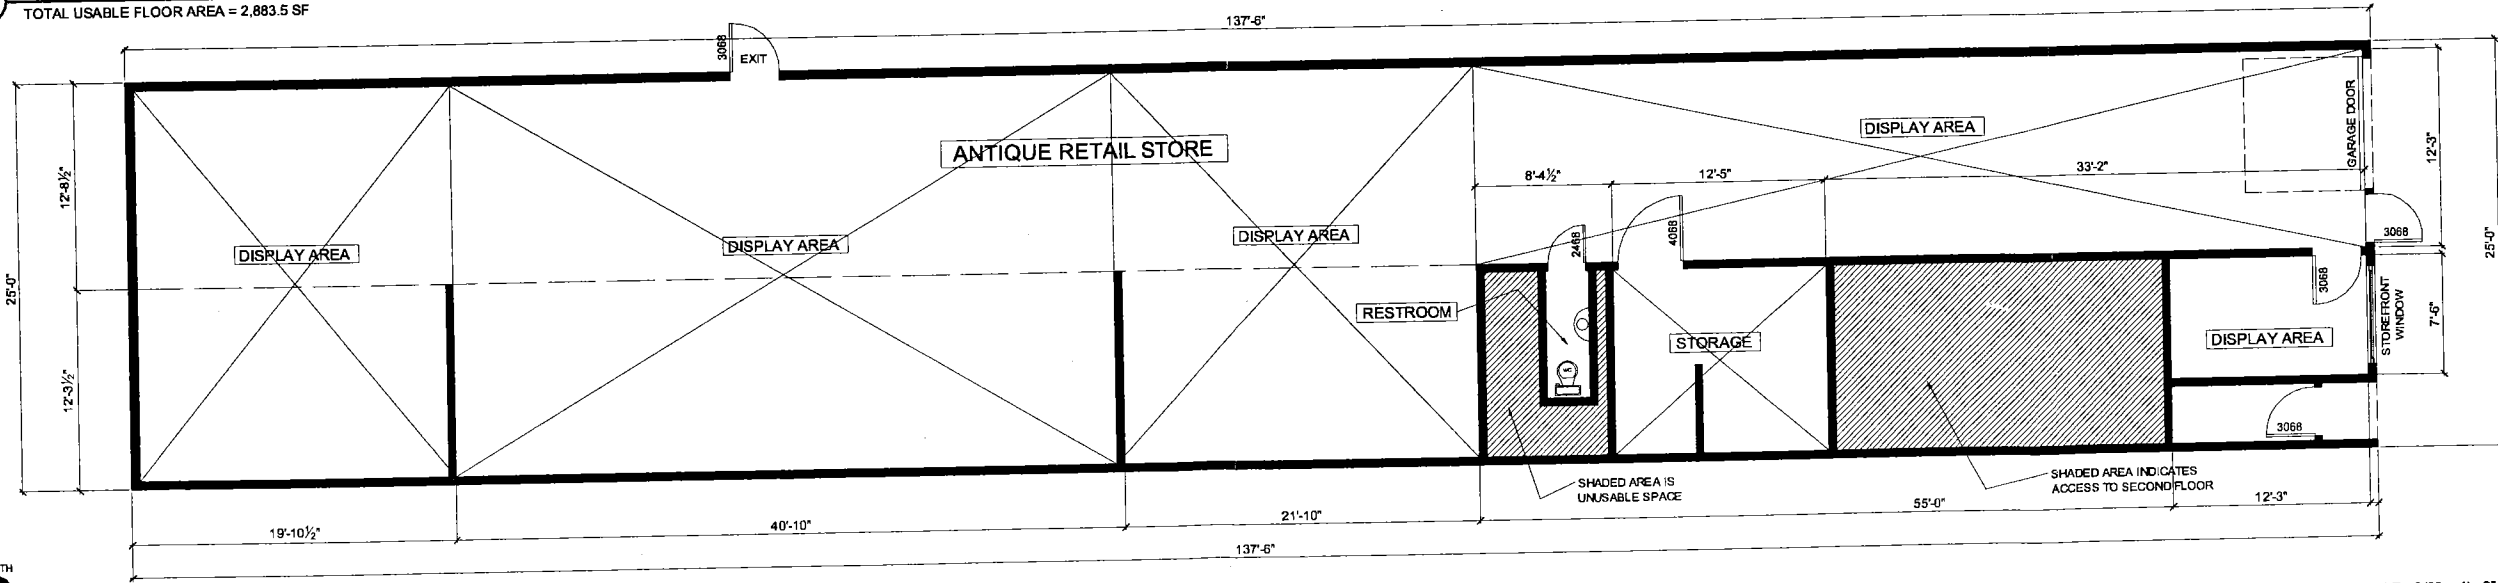 TOTAL USABLE FLOOR AREA = 2,883.5 SF
137'-6"
3068
EXIT
ANTIQUE RETAIL STORE
DISPLAY AREA
GARAGE DOOR
12'-3"
12'-8½"
8'-4½"
12'-5"
33'-2"
DISPLAY AREA
DISPLAY AREA
DISPLAY AREA
2468
4068
3068
25'-0"
25'-0"
3068
RESTROOM
STORAGE
DISPLAY AREA
STOREFRONT
WINDOW
7'-6"
WC
12'-3½"
3068
SHADED AREA IS
UNUSABLE SPACE
SHADED AREA INDICATES
ACCESS TO SECOND FLOOR
19'-10½"
40'-10"
21'-10"
55'-0"
12'-3"
137'-6"
TH